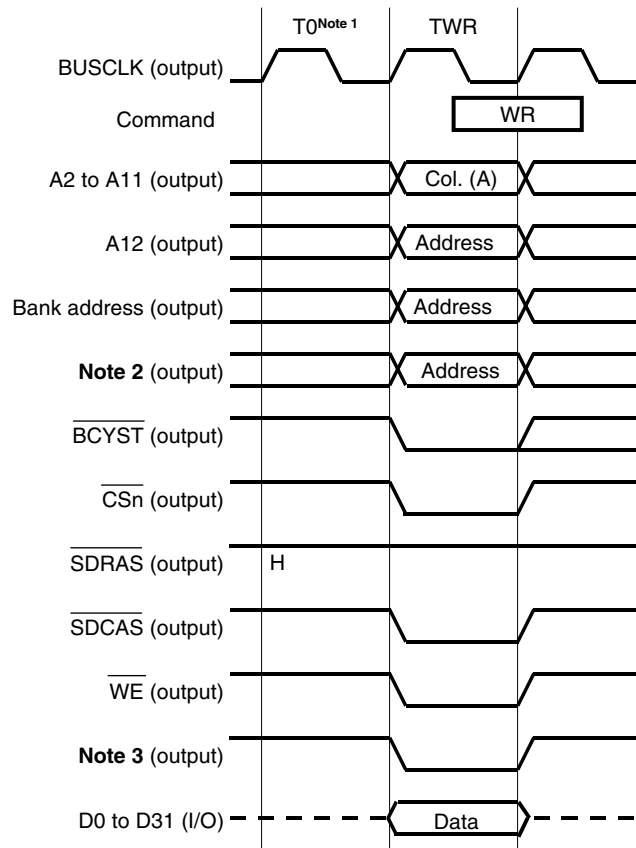 T0Note 1 TWR
BUSCLK (output)
Command WR
A2 to A11 (output) Col. (A)
A12 (output) Address
Bank address (output) Address
Note 2 (output) Address
BCYST (output)
CSn (output)
SDRAS (output) H
SDCAS (output)
WE (output)
Note 3 (output)
D0 to D31 (I/O) Data